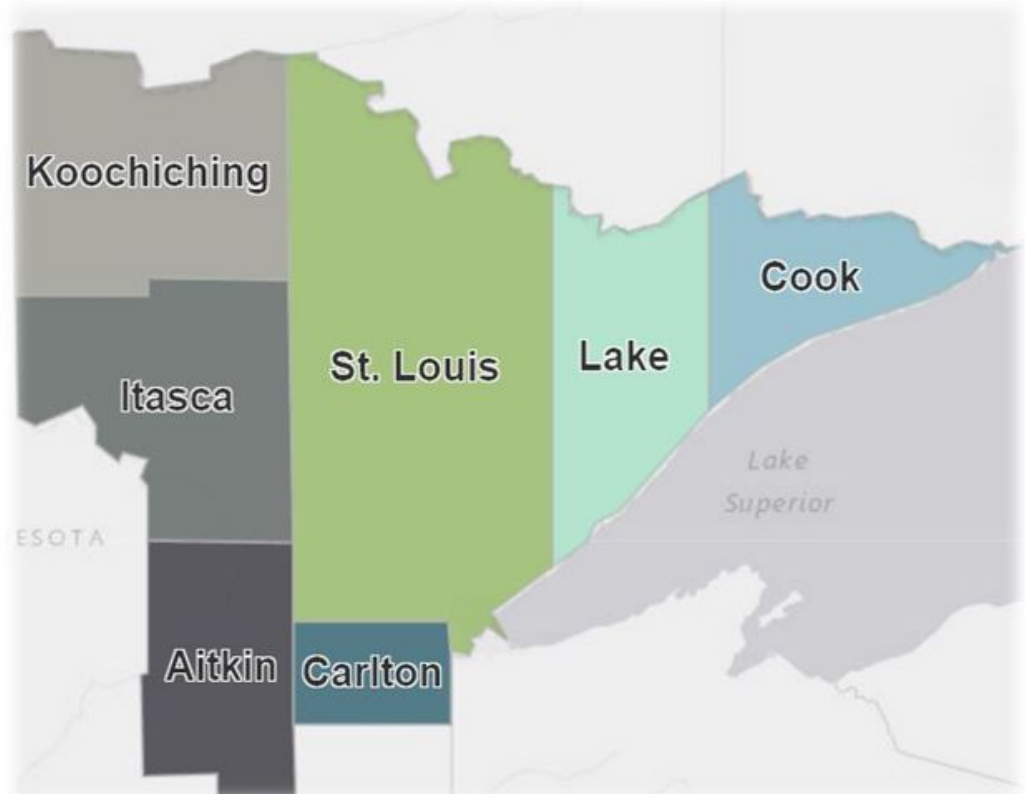 Koochiching
Cook
Lake
St. Louis
Itasca
Lake
Superior
ESOTA
Aitkin
Carlton